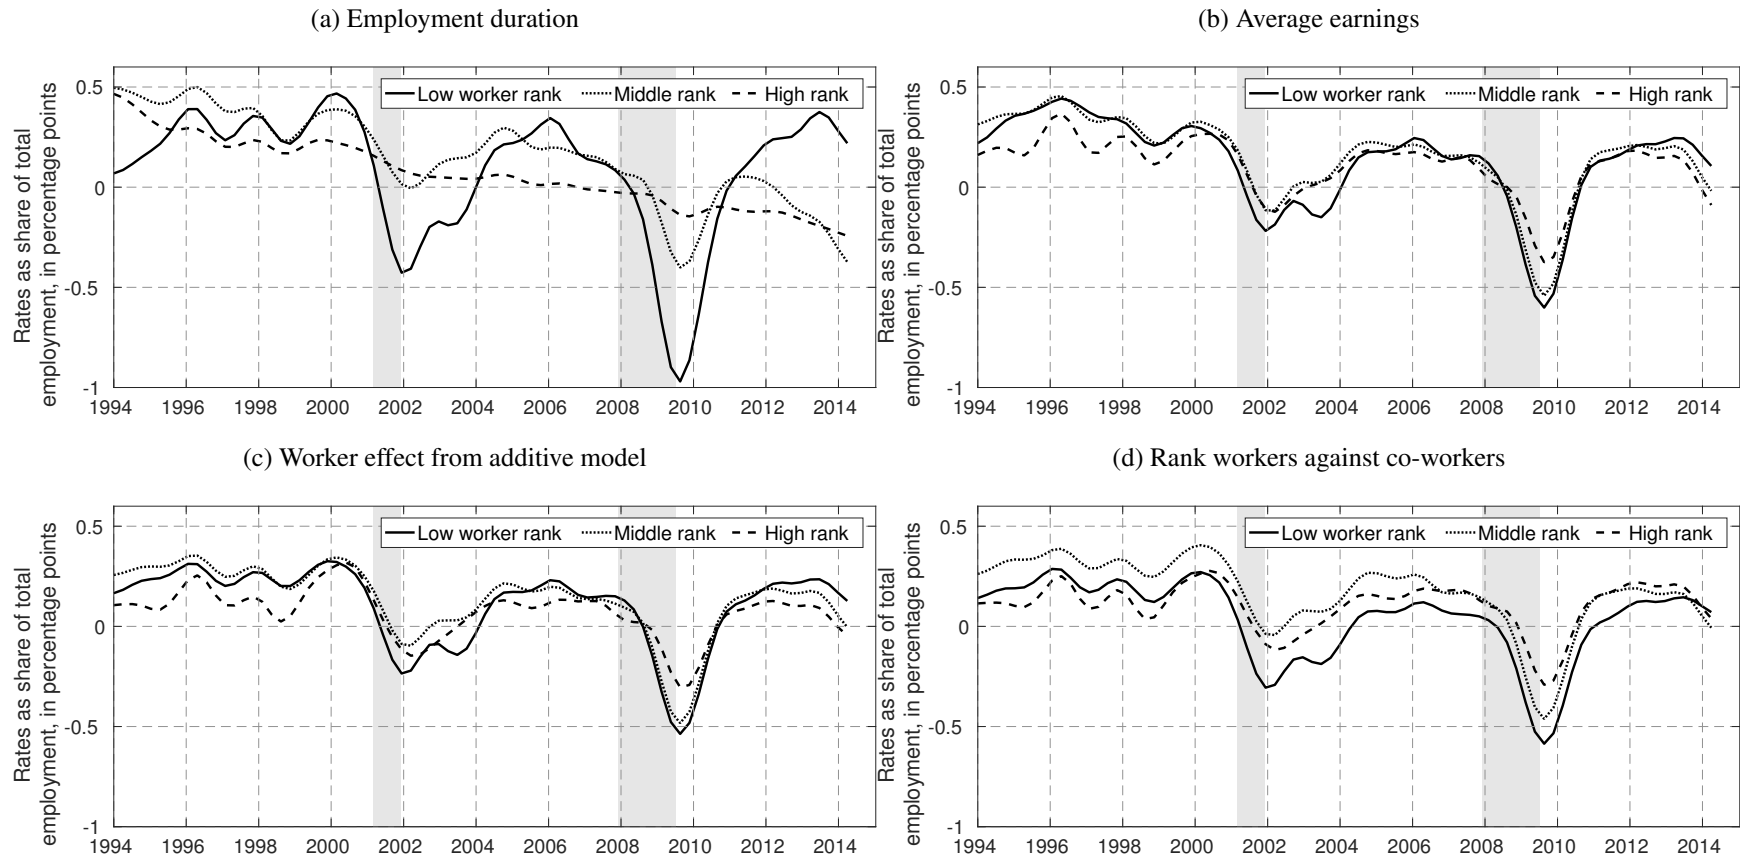 (a) Employment duration
Rates as share of total
employment, in percentage points
0.5
0
-0.5
-1
Low worker rank Middle rank High rank
1994 1996 1998 2000 2002 2004 2006 2008 2010 2012 2014
(b) Average earnings
Rates as share of total
employment, in percentage points
0.5
0
-0.5
-1
Low worker rank Middle rank High rank
1994 1996 1998 2000 2002 2004 2006 2008 2010 2012 2014
(c) Worker effect from additive model
Rates as share of total
employment, in percentage points
0.5
0
-0.5
-1
Low worker rank Middle rank High rank
1994 1996 1998 2000 2002 2004 2006 2008 2010 2012 2014
(d) Rank workers against co-workers
Rates as share of total
employment, in percentage points
0.5
0
-0.5
-1
Low worker rank Middle rank High rank
1994 1996 1998 2000 2002 2004 2006 2008 2010 2012 2014